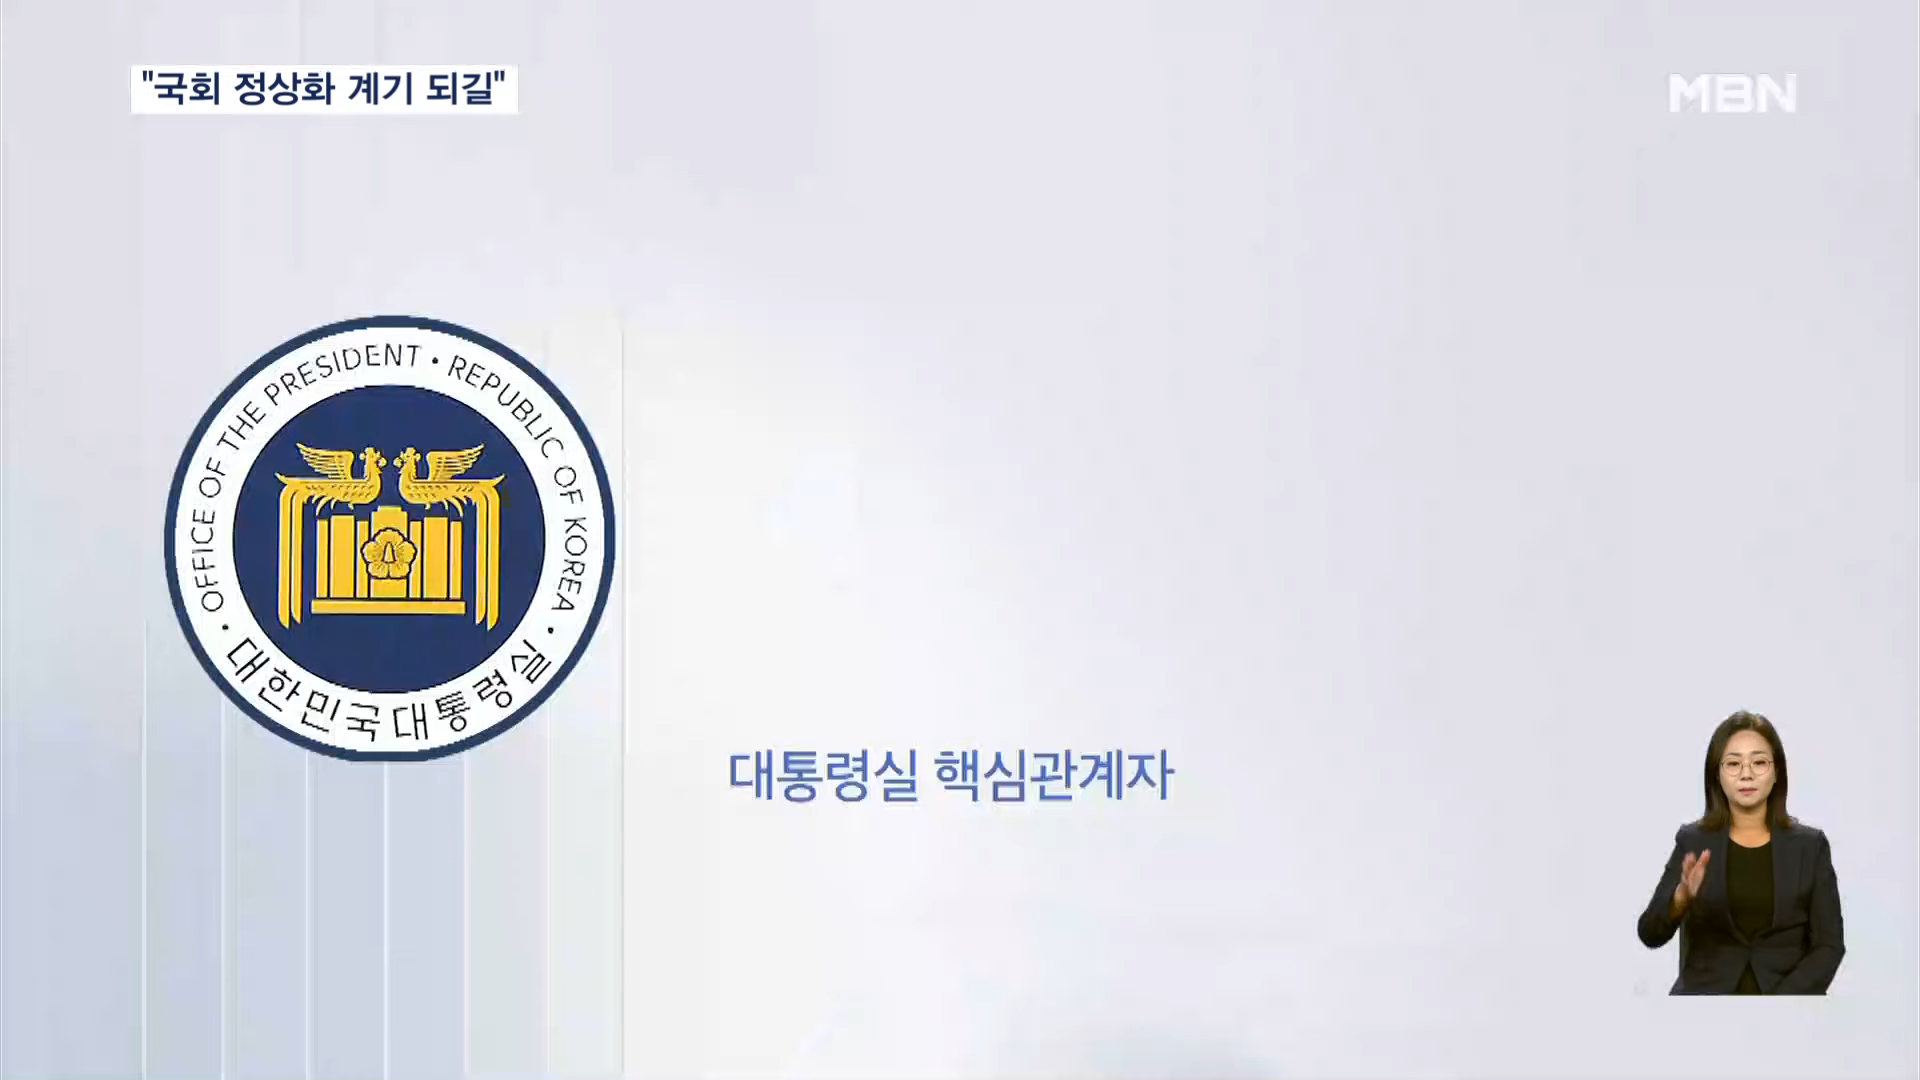 "국회 정상화 계기 되길"
MBN
OFFICE OF THE PRESIDENT • REPUBLIC OF KOREA •
대한민국 대통령실 •
대통령실 핵심관계자